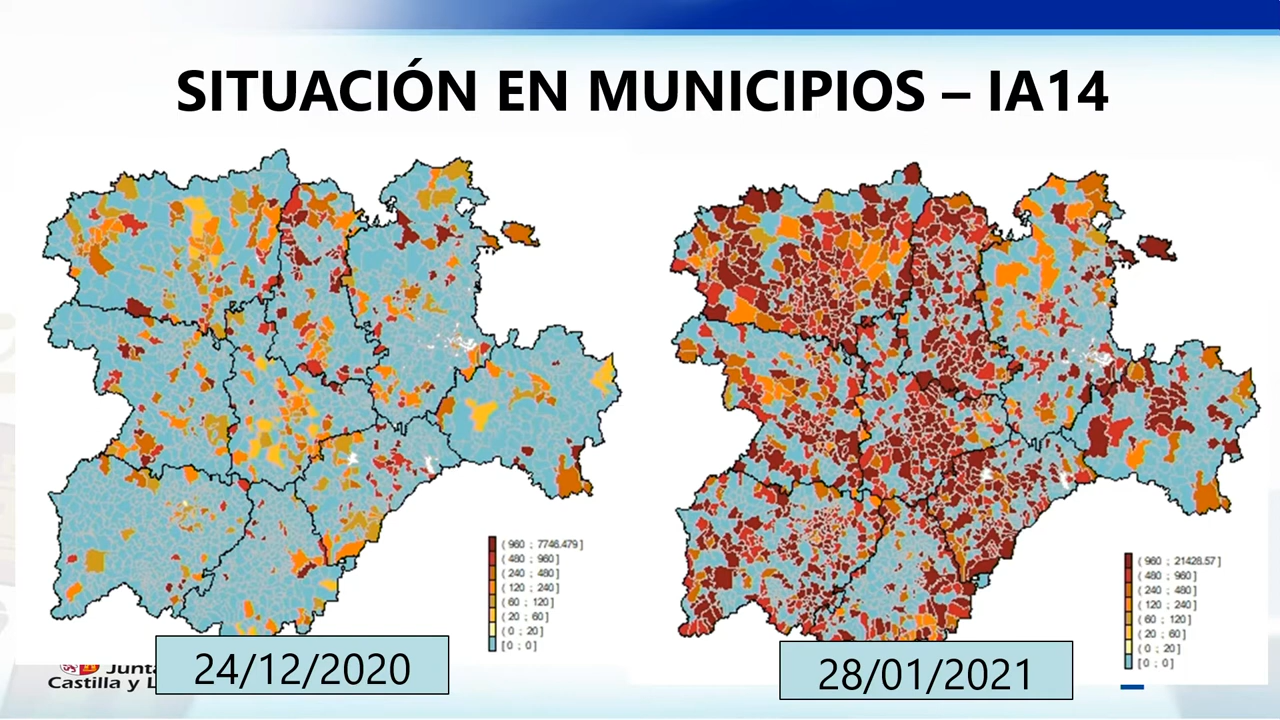 SITUACIÓN EN MUNICIPIOS – IA14
( 960 ; 7746.479 ]
( 480 ; 960 ]
( 240 ; 480 ]
( 120 ; 240 ]
( 60 ; 120 ]
( 20 ; 60 ]
( 0 ; 20 ]
[ 0 ; 0 ]
( 960 ; 21428.57 ]
( 480 ; 960 ]
( 240 ; 480 ]
( 120 ; 240 ]
( 60 ; 120 ]
( 20 ; 60 ]
( 0 ; 20 ]
[ 0 ; 0 ]
Junta
Castilla y L
24/12/2020
28/01/2021